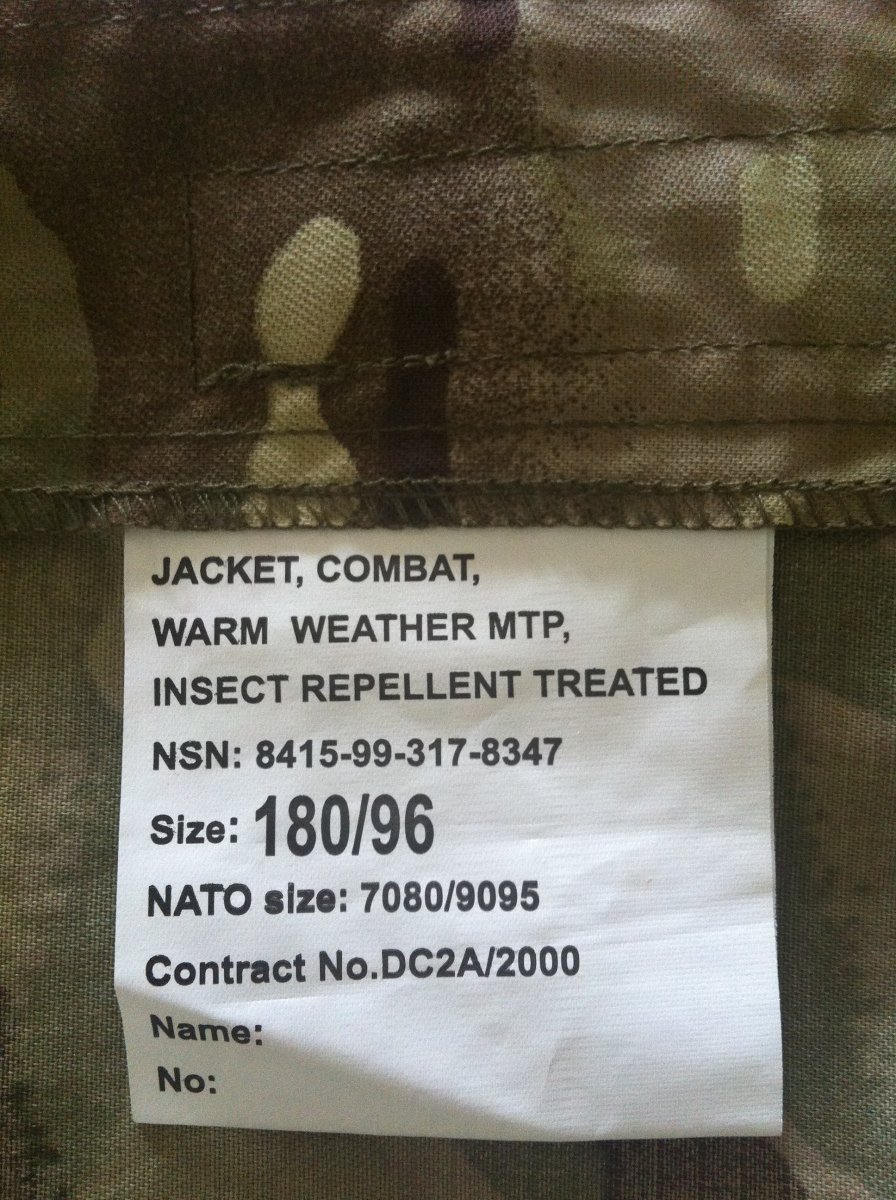 JACKET, COMBAT,
WARM WEATHER MTP,
INSECT REPELLENT TREATED
NSN: 8415-99-317-8347
Size: 180/96
NATO size: 7080/9095
Contract No.DC2A/2000
Name:
No: